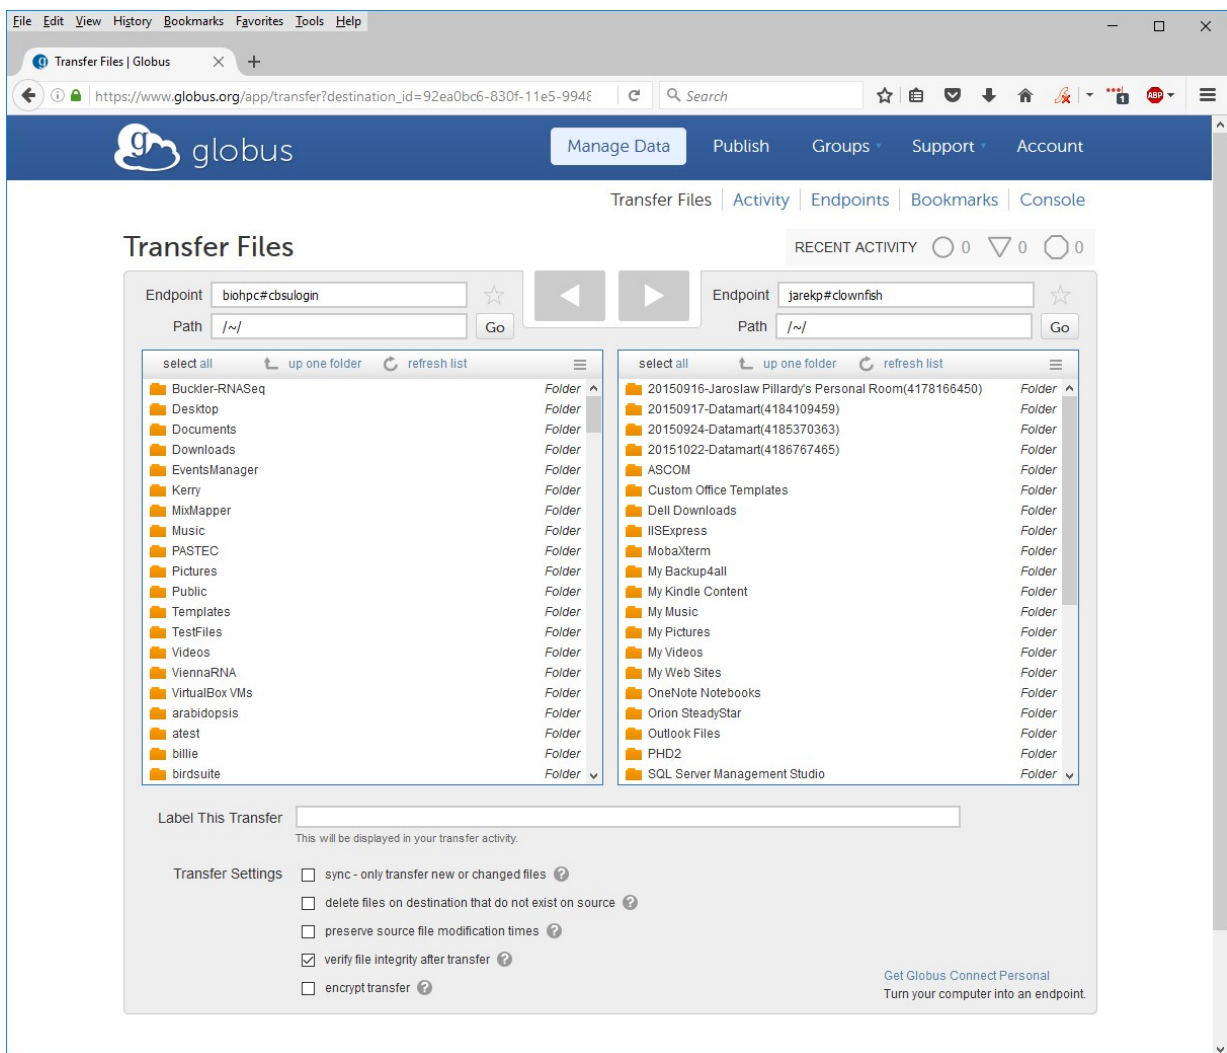 File Edit View History Bookmarks Favorites Tools Help
Transfer Files | Globus
https://www.globus.org/app/transfer?destination_id=92ea0bc6-830f-11e5-9948
Search
ABP
1
globus
Manage Data Publish Groups Support Account
Transfer Files Activity Endpoints Bookmarks Console
Transfer Files
RECENT ACTIVITY 0 0 0
Endpoint biohpc#cbsulogin
Path /~/ Go
Endpoint jarekp#clownfish
Path /~/ Go
select all up one folder refresh list
Buckler-RNASeq Folder
Desktop Folder
Documents Folder
Downloads Folder
EventsManager Folder
Kerry Folder
MixMapper Folder
Music Folder
PASTEC Folder
Pictures Folder
Public Folder
Templates Folder
TestFiles Folder
Videos Folder
ViennaRNA Folder
VirtualBox VMs Folder
arabidopsis Folder
atest Folder
billie Folder
birdsuite Folder
select all up one folder refresh list
20150916-Jaroslaw Pillardy's Personal Room(4178166450) Folder
20150917-Datamart(4184109459) Folder
20150924-Datamart(4185370363) Folder
20151022-Datamart(4186767465) Folder
ASCOM Folder
Custom Office Templates Folder
Dell Downloads Folder
IISExpress Folder
MobaXterm Folder
My Backup4all Folder
My Kindle Content Folder
My Music Folder
My Pictures Folder
My Videos Folder
My Web Sites Folder
OneNote Notebooks Folder
Orion SteadyStar Folder
Outlook Files Folder
PHD2 Folder
SQL Server Management Studio Folder
Label This Transfer
This will be displayed in your transfer activity.
Transfer Settings
sync - only transfer new or changed files
delete files on destination that do not exist on source
preserve source file modification times
verify file integrity after transfer
encrypt transfer
Get Globus Connect Personal
Turn your computer into an endpoint.